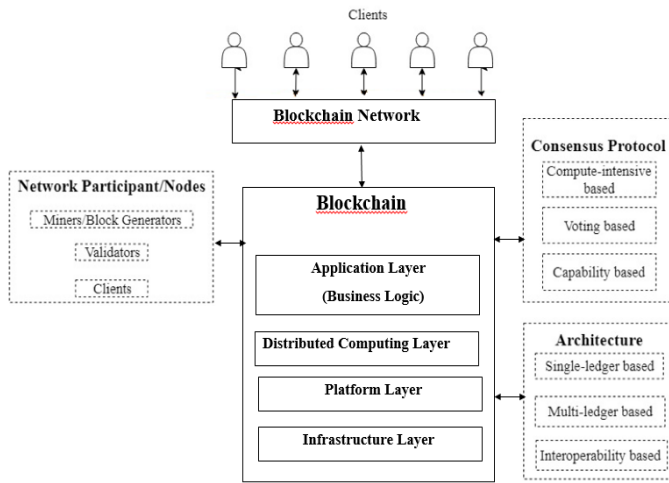 Clients
Blockchain Network
Network Participant/Nodes
Miners/Block Generators
Validators
Clients
Blockchain
Application Layer
(Business Logic)
Distributed Computing Layer
Platform Layer
Infrastructure Layer
Consensus Protocol
Compute-intensive
based
Voting based
Capability based
Architecture
Single-ledger based
Multi-ledger based
Interoperability based